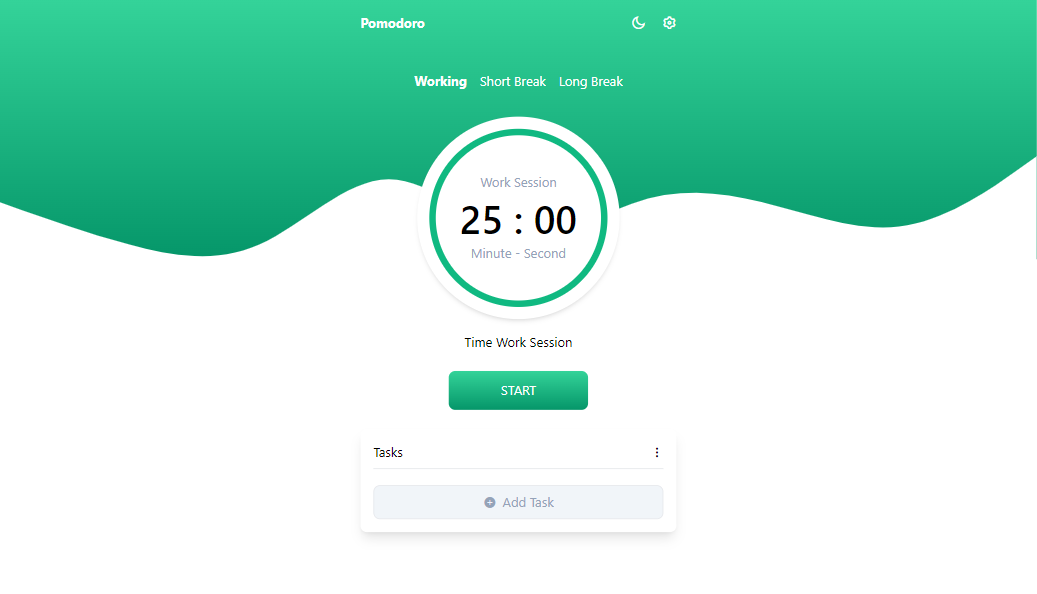 Pomodoro
Working Short Break Long Break
Work Session
25 : 00
Minute - Second
Time Work Session
START
Tasks
Add Task